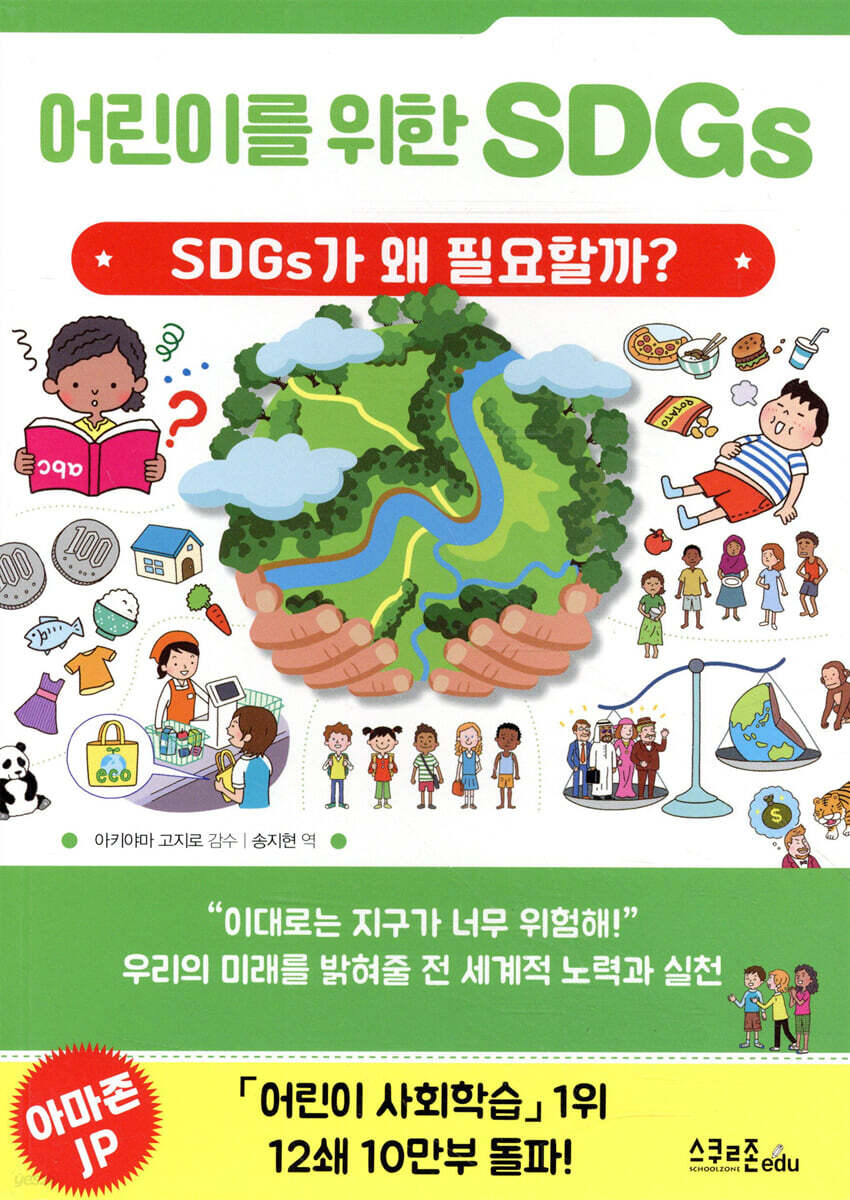 어린이를 위한 SDGs
SDGs가 왜 필요할까?
abc
?
POTATO
100
100
eco
$
아키야마 고지로 감수 | 송지현 역
“이대로는 지구가 너무 위험해!”
우리의 미래를 밝혀줄 전 세계적 노력과 실천
아마존
JP
「어린이 사회학습」 1위
12쇄 10만부 돌파!
스쿠ㄹ존edu
SCHOOLZONE